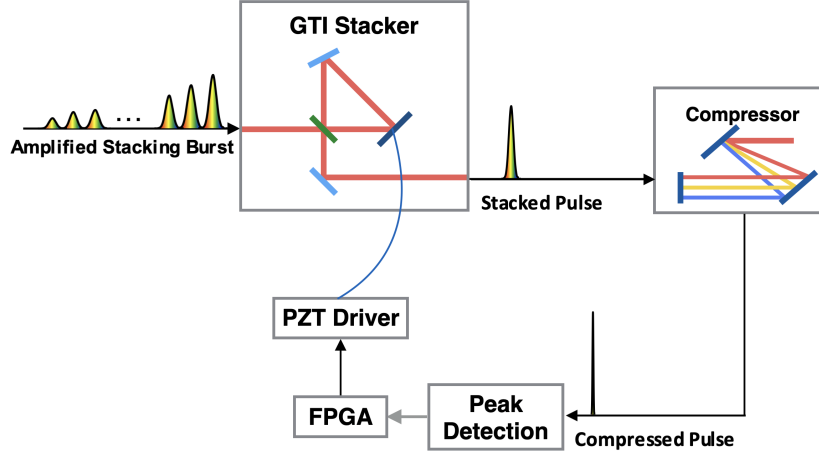 GTI Stacker
...
Amplified Stacking Burst
Compressor
Stacked Pulse
PZT Driver
FPGA
Peak
Detection
Compressed Pulse